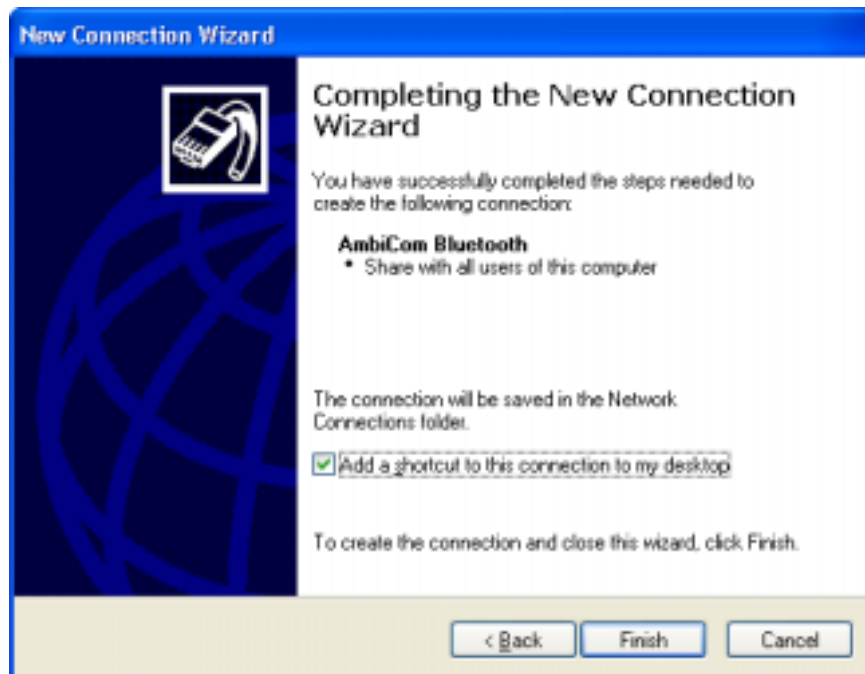 New Connection Wizard
Completing the New Connection
Wizard
You have successfully completed the steps needed to
create the following connection:
AmbiCom Bluetooth
• Share with all users of this computer
The connection will be saved in the Network
Connections folder.
Add a shortcut to this connection to my desktop
To create the connection and close this wizard, click Finish.
< Back
Finish
Cancel